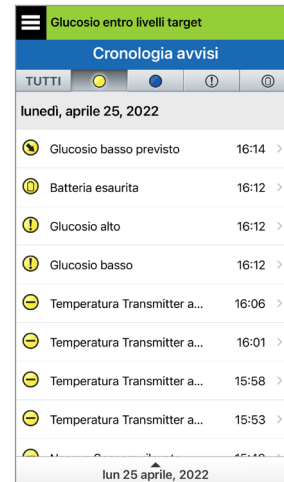 Glucosio entro livelli target
Cronologia avvisi
TUTTI
lunedì, aprile 25, 2022
Glucosio basso previsto 16:14
Batteria esaurita 16:12
Glucosio alto 16:12
Glucosio basso 16:12
Temperatura Transmitter a... 16:06
Temperatura Transmitter a... 16:01
Temperatura Transmitter a... 15:58
Temperatura Transmitter a... 15:53
lun 25 aprile, 2022